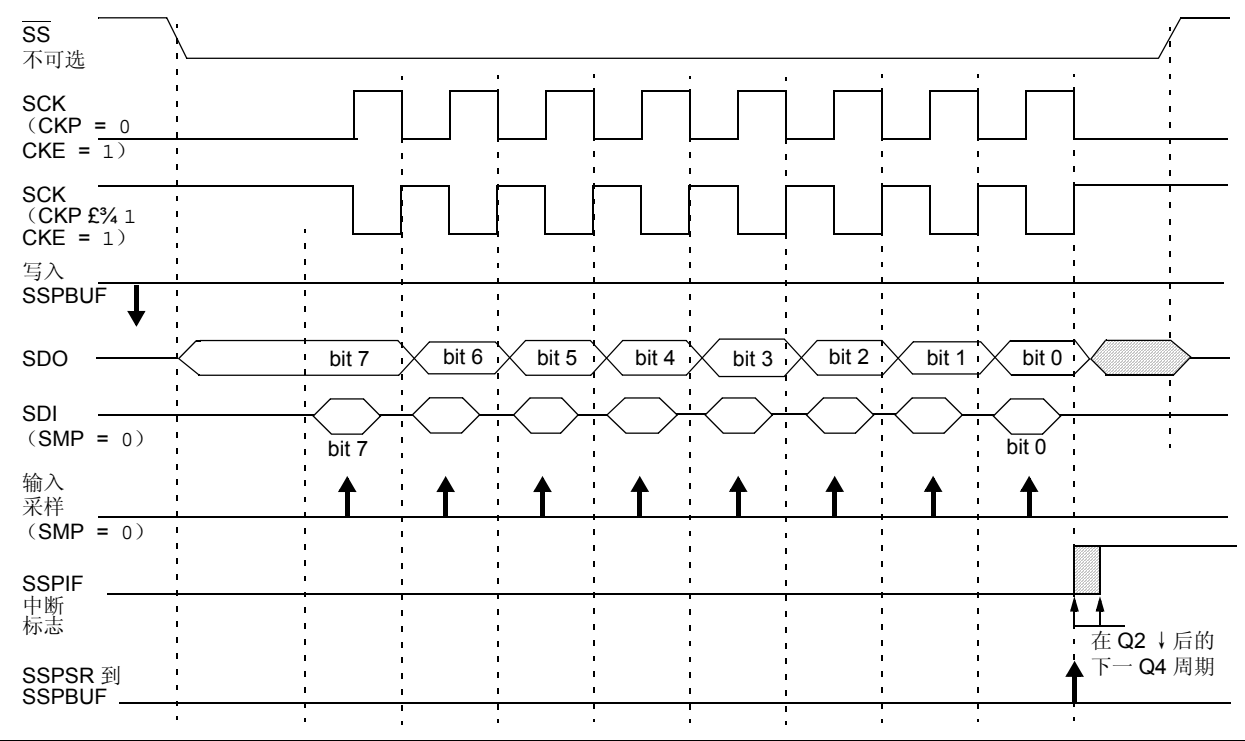 SS
不可选
SCK
（CKP = 0
CKE = 1）
SCK
（CKP £¾ 1
CKE = 1）
写入
SSPBUF
SDO
bit 7 bit 6 bit 5 bit 4 bit 3 bit 2 bit 1 bit 0
SDI
（SMP = 0）
bit 7 bit 0
输入
采样
（SMP = 0）
SSPIF
中断
标志
在 Q2 ↓后的
下一 Q4 周期
SSPSR 到
SSPBUF